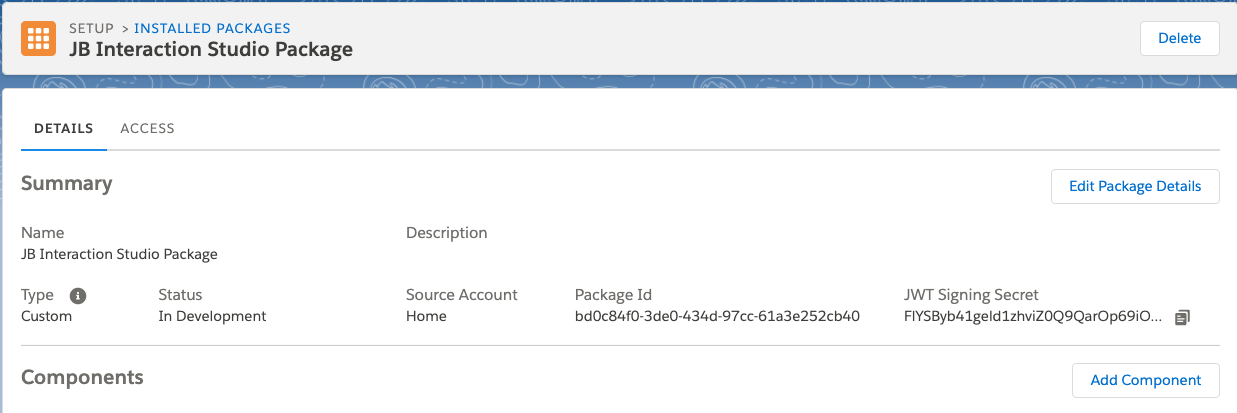 SETUP > INSTALLED PACKAGES
JB Interaction Studio Package
Delete
DETAILS ACCESS
Summary
Edit Package Details
Name Description
JB Interaction Studio Package
Type Status Source Account Package Id JWT Signing Secret
Custom In Development Home bd0c84f0-3de0-434d-97cc-61a3e252cb40 FlYSByb41geld1zhviZ0Q9QarOp69iO...
Components
Add Component